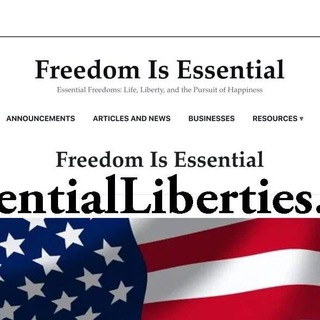 Freedom Is Essential
Essential Freedoms: Life, Liberty, and the Pursuit of Happiness
ANNOUNCEMENTS ARTICLES AND NEWS BUSINESSES RESOURCES ▾
Freedom Is Essential
entialLiberties.